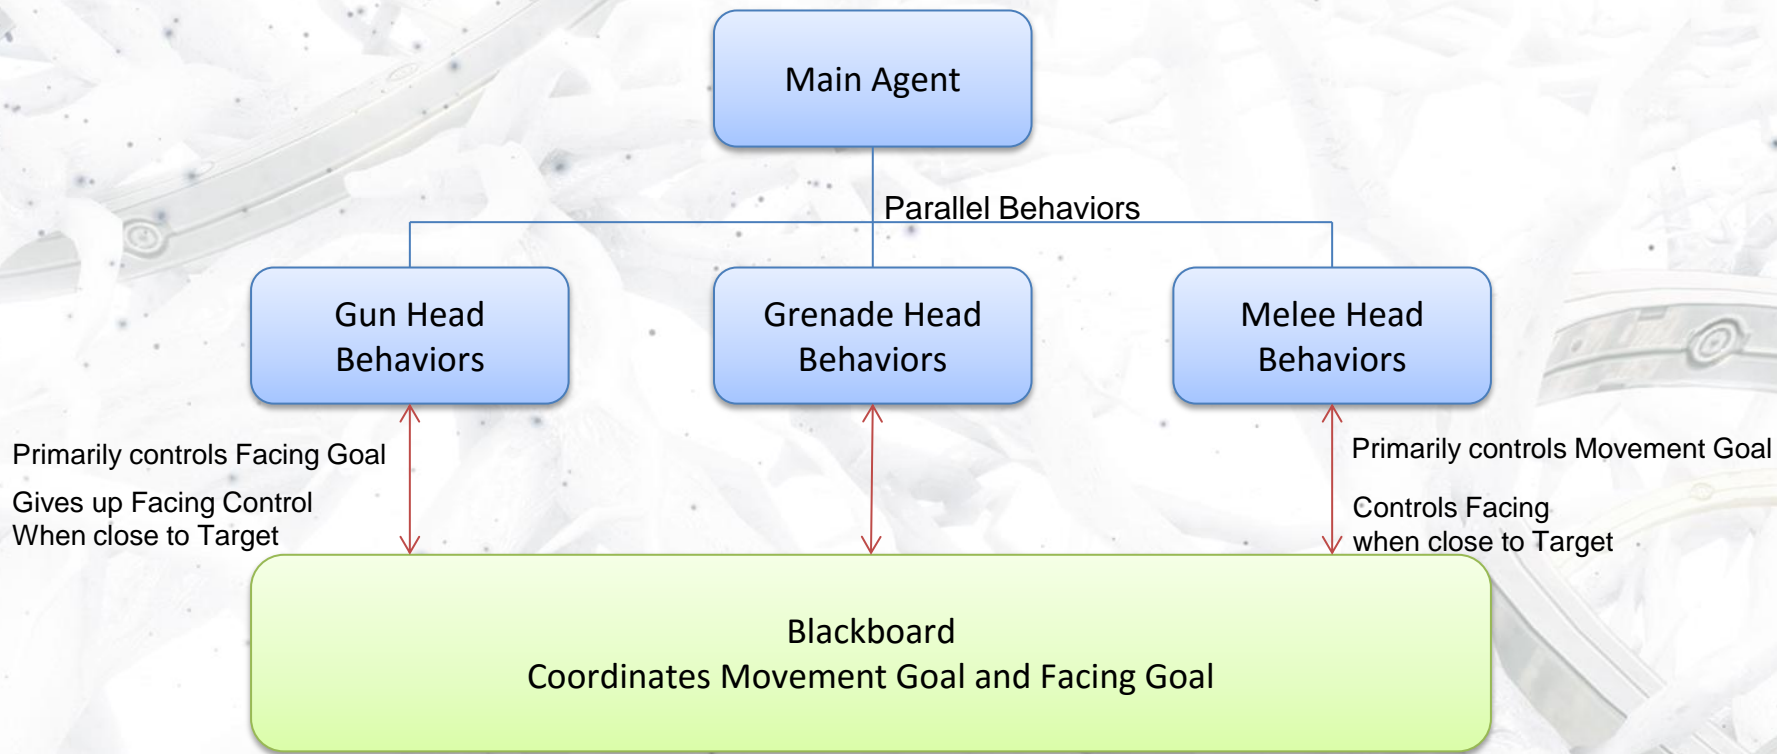 Main Agent
Parallel Behaviors
Gun Head
Behaviors
Grenade Head
Behaviors
Melee Head
Behaviors
Primarily controls Facing Goal
Gives up Facing Control
When close to Target
Primarily controls Movement Goal
Controls Facing
when close to Target
Blackboard
Coordinates Movement Goal and Facing Goal